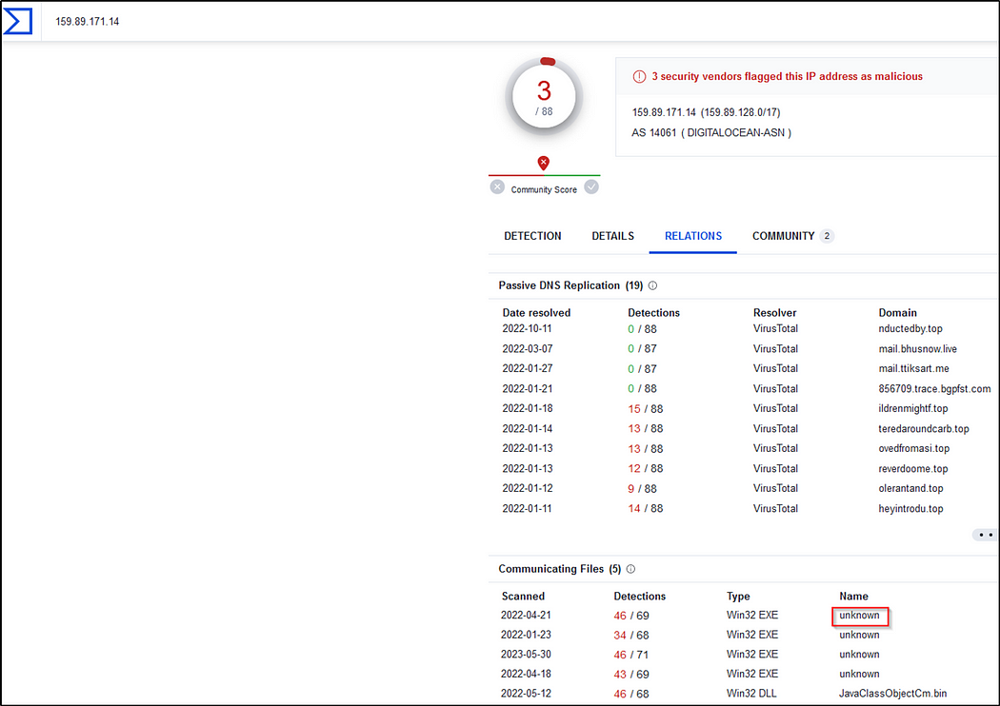 159.89.171.14
3
/ 88
3 security vendors flagged this IP address as malicious
159.89.171.14 (159.89.128.0/17)
AS 14061 ( DIGITALOCEAN-ASN )
Community Score
DETECTION DETAILS RELATIONS COMMUNITY 2
Passive DNS Replication (19)
Date resolved Detections Resolver Domain
2022-10-11 0 / 88 VirusTotal nductedby.top
2022-03-07 0 / 87 VirusTotal mail.bhusnow.live
2022-01-27 0 / 87 VirusTotal mail.ttiksart.me
2022-01-21 0 / 88 VirusTotal 856709.trace.bgpfst.com
2022-01-18 15 / 88 VirusTotal ildrenmightf.top
2022-01-14 13 / 88 VirusTotal teredaroundcarb.top
2022-01-13 13 / 88 VirusTotal ovedfromasi.top
2022-01-13 12 / 88 VirusTotal reverdoome.top
2022-01-12 9 / 88 VirusTotal olerantand.top
2022-01-11 14 / 88 VirusTotal heyintrodu.top
Communicating Files (5)
Scanned Detections Type Name
2022-04-21 46 / 69 Win32 EXE unknown
2022-01-23 34 / 68 Win32 EXE unknown
2023-05-30 46 / 71 Win32 EXE unknown
2022-04-18 43 / 69 Win32 EXE unknown
2022-05-12 46 / 68 Win32 DLL JavaClassObjectCm.bin